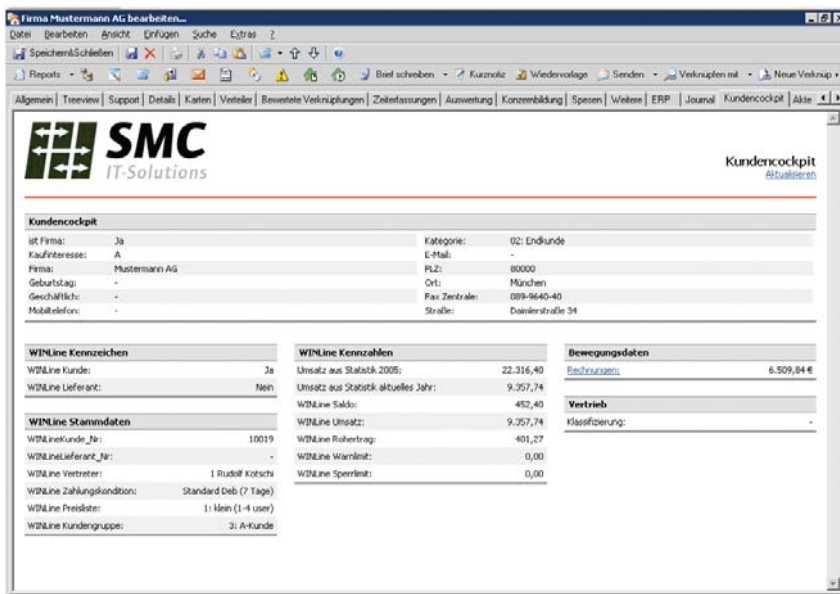 Firma Mustermann AG bearbeiten...
Datei Bearbeiten Ansicht Einfügen Suche Extras ?
Speichern&Schließen
Reports Brief schreiben Kurznotiz Wiedervorlage Senden Verknüpfen mit Neue Verknüp
Allgemein Treeview Support Details Karten Verteiler Bewertete Verknüpfungen Zeiterfassungen Auswertung Konzernbildung Spesen Weitere ERP Journal Kundencockpit Akte
SMC
IT-Solutions
Kundencockpit
Aktualisieren
Kundencockpit
ist Firma: Ja Kategorie: 02: Endkunde
Kaufinteresse: A E-Mail: -
Firma: Mustermann AG PLZ: 80000
Geburtstag: - Ort: München
Geschäftlich: - Fax Zentrale: 089-9640-40
Mobiltelefon: - Straße: Daimlerstraße 34
WINLine Kennzeichen
WINLine Kunde: Ja
WINLine Lieferant: Nein
WINLine Stammdaten
WINLineKunde_Nr: 10019
WINLineLieferant_Nr: -
WINLine Vertreter: 1 Rudolf Kotschi
WINLine Zahlungskondition: Standard Deb (7 Tage)
WINLine Preisliste: 1: klein (1-4 user)
WINLine Kundengruppe: 3: A-Kunde
WINLine Kennzahlen
Umsatz aus Statistik 2005: 22.316,40
Umsatz aus Statistik aktuelles Jahr: 9.357,74
WINLine Saldo: 452,40
WINLine Umsatz: 9.357,74
WINLine Rohertrag: 401,27
WINLine Warnlimit: 0,00
WINLine Sperrlimit: 0,00
Bewegungsdaten
Rechnungen: 6.509,84 €
Vertrieb
Klassifizierung: -